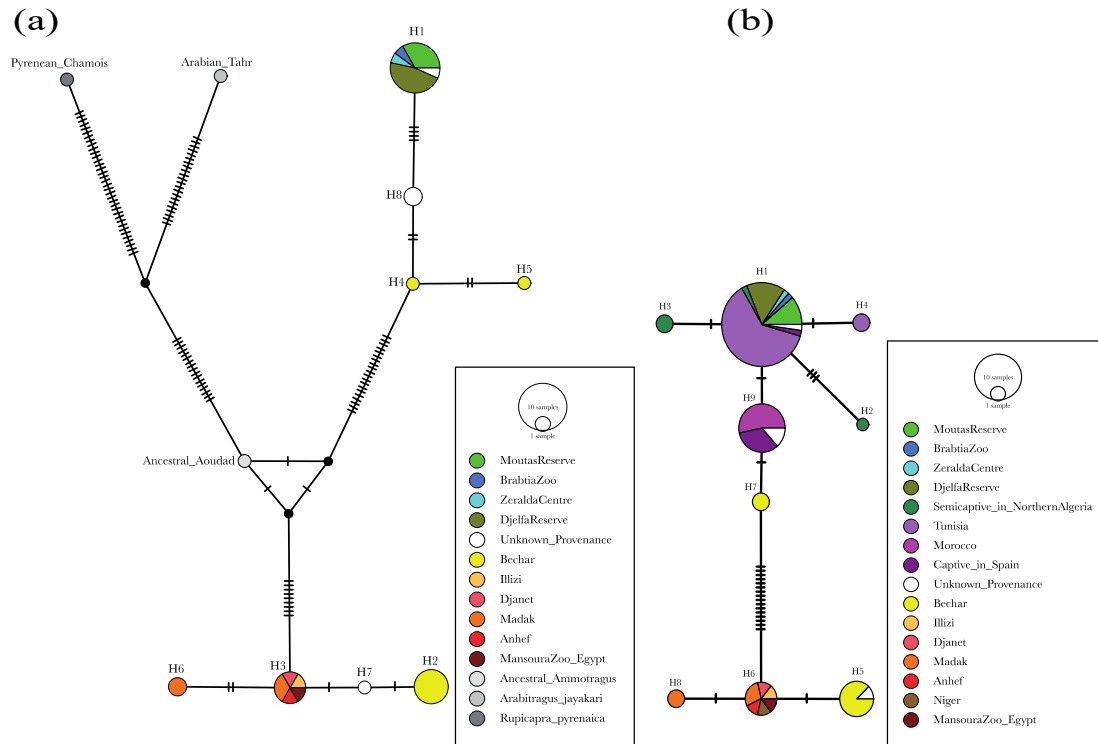 (a)
Pyrenean_Chamois
Arabian_Tahr
H1
H8
H4
H5
Ancestral_Aoudad
H6
H3
H7
H2
10 samples
1 sample
MoutasReserve
BrabtiaZoo
ZeraldaCentre
DjelfaReserve
Unknown_Provenance
Bechar
Illizi
Djanet
Madak
Anhef
MansouraZoo_Egypt
Ancestral_Ammotragus
Arabitragus_jayakari
Rupicapra_pyrenaica
(b)
H1
H3
H4
H2
H9
H7
H8
H6
H5
10 samples
1 sample
MoutasReserve
BrabtiaZoo
ZeraldaCentre
DjelfaReserve
Semicaptive_in_NorthernAlgeria
Tunisia
Morocco
Captive_in_Spain
Unknown_Provenance
Bechar
Illizi
Djanet
Madak
Anhef
Niger
MansouraZoo_Egypt